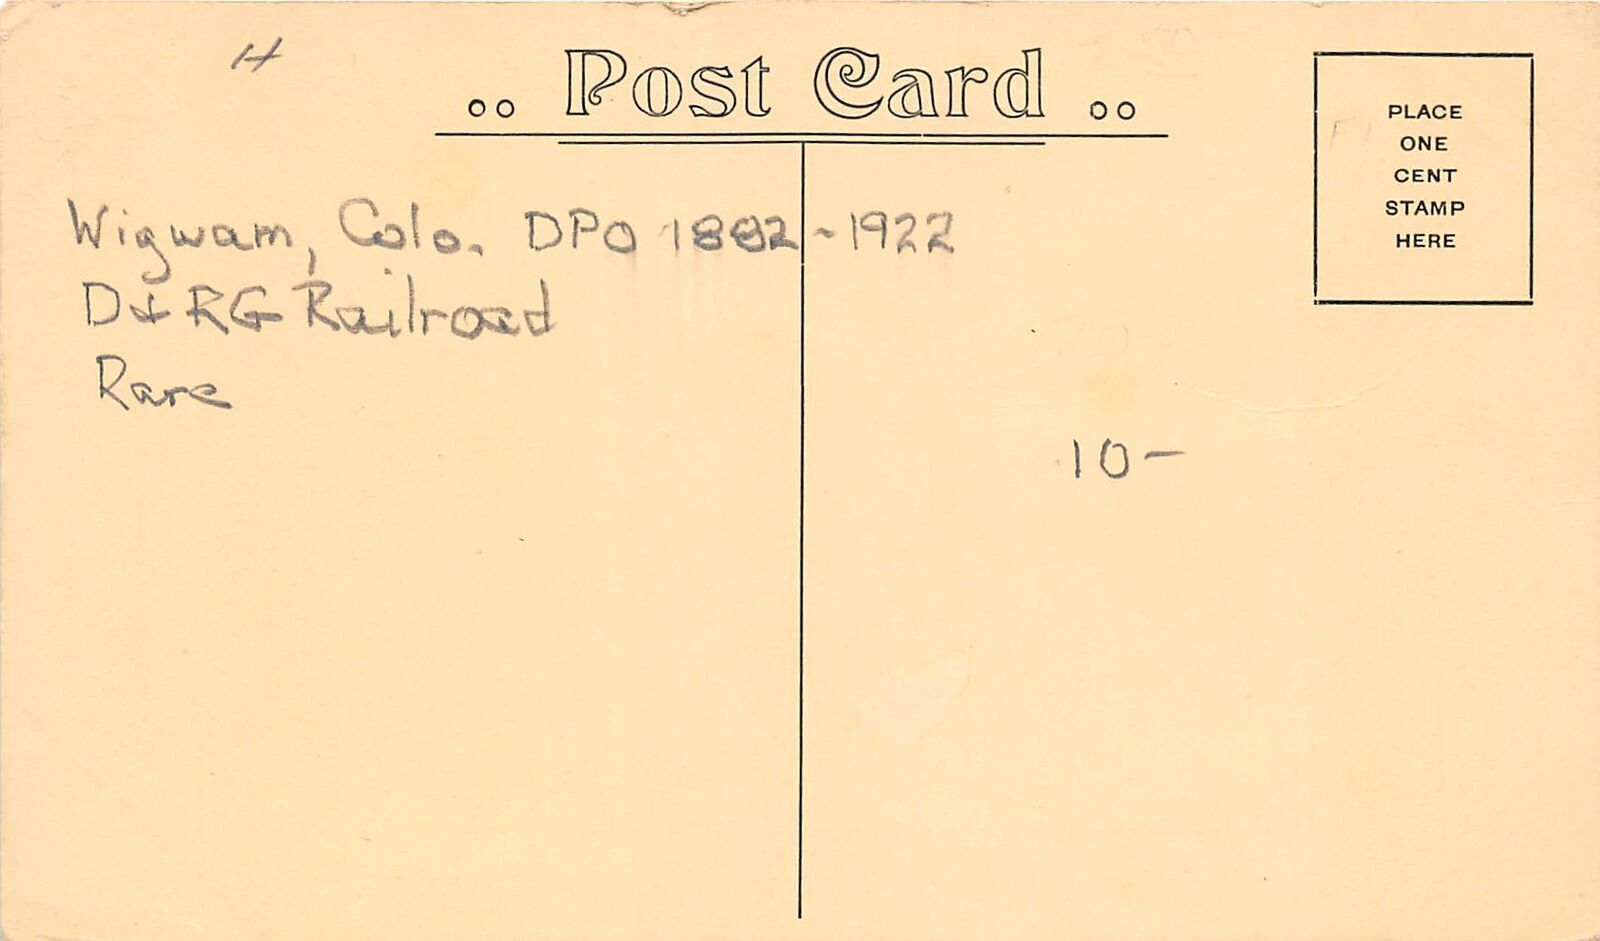 H
Post Card
PLACE
ONE
CENT
STAMP
HERE
Wigwam, Colo. DPO 1882-1922
D & RG Railroad
Rare
10-